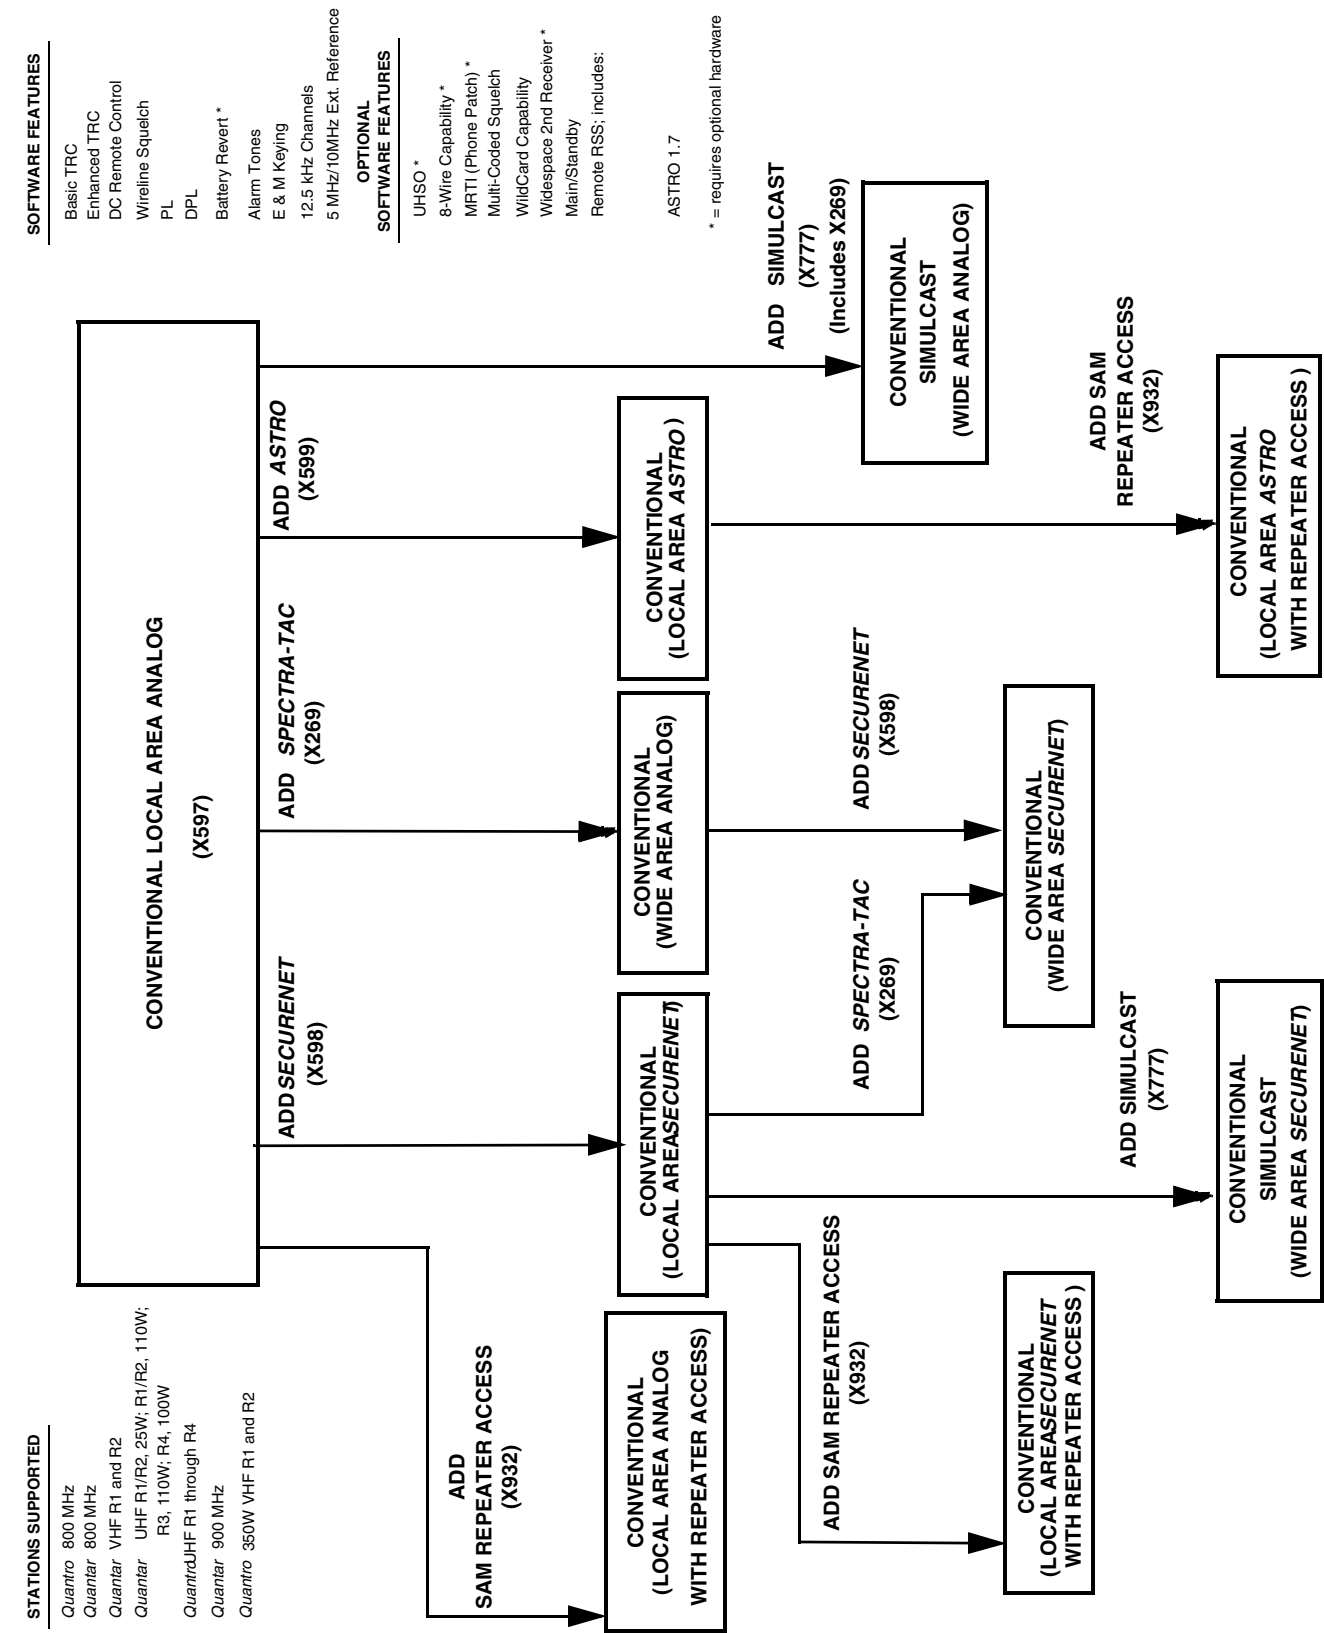 STATIONS SUPPORTED
Quantro 800 MHz
Quantar 800 MHz
Quantar VHF R1 and R2
Quantar UHF R1/R2, 25W; R1/R2, 110W;
R3, 110W; R4, 100W
QuantroUHF R1 through R4
Quantar 900 MHz
Quantro 350W VHF R1 and R2
CONVENTIONAL LOCAL AREA ANALOG
(X597)
SOFTWARE FEATURES
Basic TRC
Enhanced TRC
DC Remote Control
Wireline Squelch
PL
DPL
Battery Revert *
Alarm Tones
E & M Keying
12.5 kHz Channels
5 MHz/10MHz Ext. Reference
OPTIONAL
SOFTWARE FEATURES
UHSO *
8-Wire Capability *
MRTI (Phone Patch) *
Multi-Coded Squelch
WildCard Capability
Widespace 2nd Receiver *
Main/Standby
Remote RSS; includes:
ASTRO 1.7
* = requires optional hardware
ADD
SAM REPEATER ACCESS
(X932)
ADD SECURENET
(X598)
ADD SPECTRA-TAC
(X269)
ADD ASTRO
(X599)
ADD SIMULCAST
(X777)
(Includes X269)
CONVENTIONAL
(LOCAL AREA ANALOG
WITH REPEATER ACCESS)
CONVENTIONAL
(LOCAL AREASECURENET)
CONVENTIONAL
(WIDE AREA ANALOG)
CONVENTIONAL
(LOCAL AREA ASTRO )
CONVENTIONAL
SIMULCAST
(WIDE AREA ANALOG)
ADD SAM REPEATER ACCESS
(X932)
ADD SPECTRA-TAC
(X269)
ADD SECURENET
(X598)
ADD SIMULCAST
(X777)
ADD SAM
REPEATER ACCESS
(X932)
CONVENTIONAL
(LOCAL AREASECURENET
WITH REPEATER ACCESS )
CONVENTIONAL
(WIDE AREA SECURENET)
CONVENTIONAL
SIMULCAST
(WIDE AREA SECURENET)
CONVENTIONAL
(LOCAL AREA ASTRO
WITH REPEATER ACCESS )